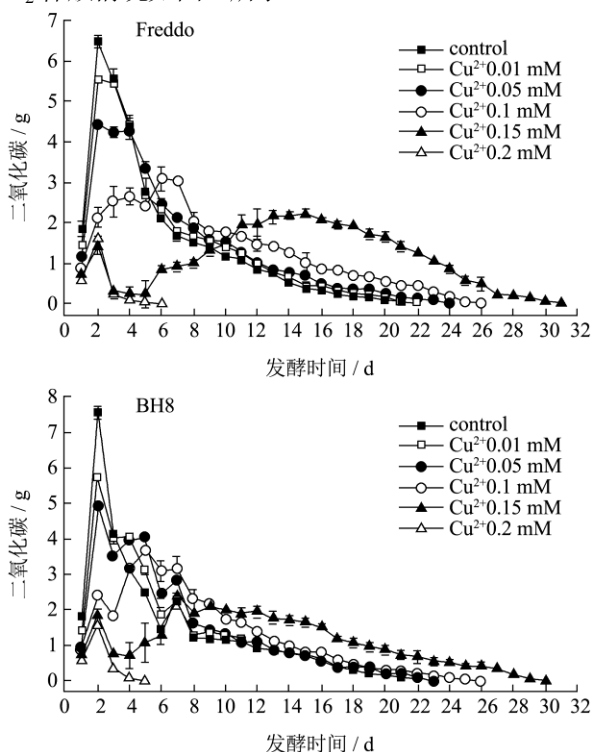 Freddo
control
Cu²⁺0.01 mM
Cu²⁺0.05 mM
Cu²⁺0.1 mM
Cu²⁺0.15 mM
Cu²⁺0.2 mM
7
6
5
4
3
2
1
0
二氧化碳 / g
0 2 4 6 8 10 12 14 16 18 20 22 24 26 28 30 32
发酵时间 / d
BH8
control
Cu²⁺0.01 mM
Cu²⁺0.05 mM
Cu²⁺0.1 mM
Cu²⁺0.15 mM
Cu²⁺0.2 mM
8
7
6
5
4
3
2
1
0
二氧化碳 / g
0 2 4 6 8 10 12 14 16 18 20 22 24 26 28 30 32
发酵时间 / d